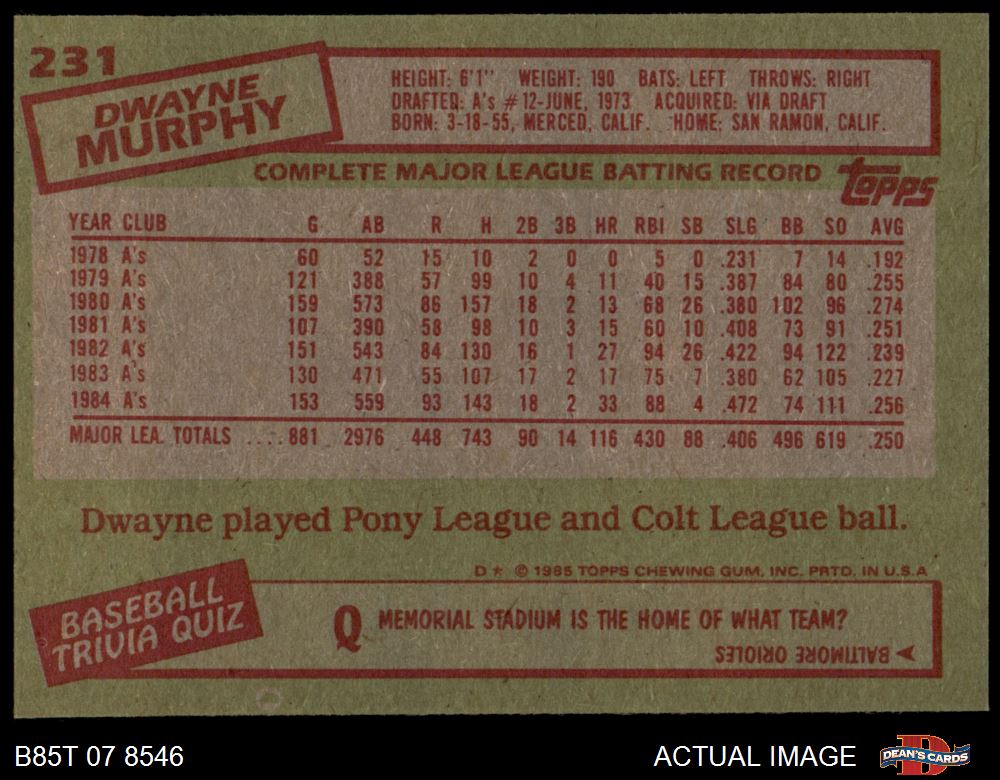 231
DWAYNE
MURPHY
HEIGHT: 6'1" WEIGHT: 190 BATS: LEFT THROWS: RIGHT
DRAFTED: A's #12-JUNE, 1973 ACQUIRED: VIA DRAFT
BORN: 3-18-55, MERCED, CALIF. HOME: SAN RAMON, CALIF.
COMPLETE MAJOR LEAGUE BATTING RECORD topps
YEAR CLUB G AB R H 2B 3B HR RBI SB SLG BB SO AVG
1978 A's 60 52 15 10 2 0 0 5 0 .231 7 14 .192
1979 A's 121 388 57 99 10 4 11 40 15 .387 84 80 .255
1980 A's 159 573 86 157 18 2 13 68 26 .380 102 96 .274
1981 A's 107 390 58 98 10 3 15 60 10 .408 73 91 .251
1982 A's 151 543 84 130 16 1 27 94 26 .422 94 122 .239
1983 A's 130 471 55 107 17 2 17 75 7 .380 62 105 .227
1984 A's 153 559 93 143 18 2 33 88 4 .472 74 111 .256
MAJOR LEA. TOTALS .... 881 2976 448 743 90 14 116 430 88 .406 496 619 .250
Dwayne played Pony League and Colt League ball.
D* © 1985 TOPPS CHEWING GUM, INC. PRTD. IN U.S.A
BASEBALL
TRIVIA QUIZ
Q MEMORIAL STADIUM IS THE HOME OF WHAT TEAM?
BALTIMORE ORIOLES
B85T 07 8546
ACTUAL IMAGE
D
DEAN'S CARDS